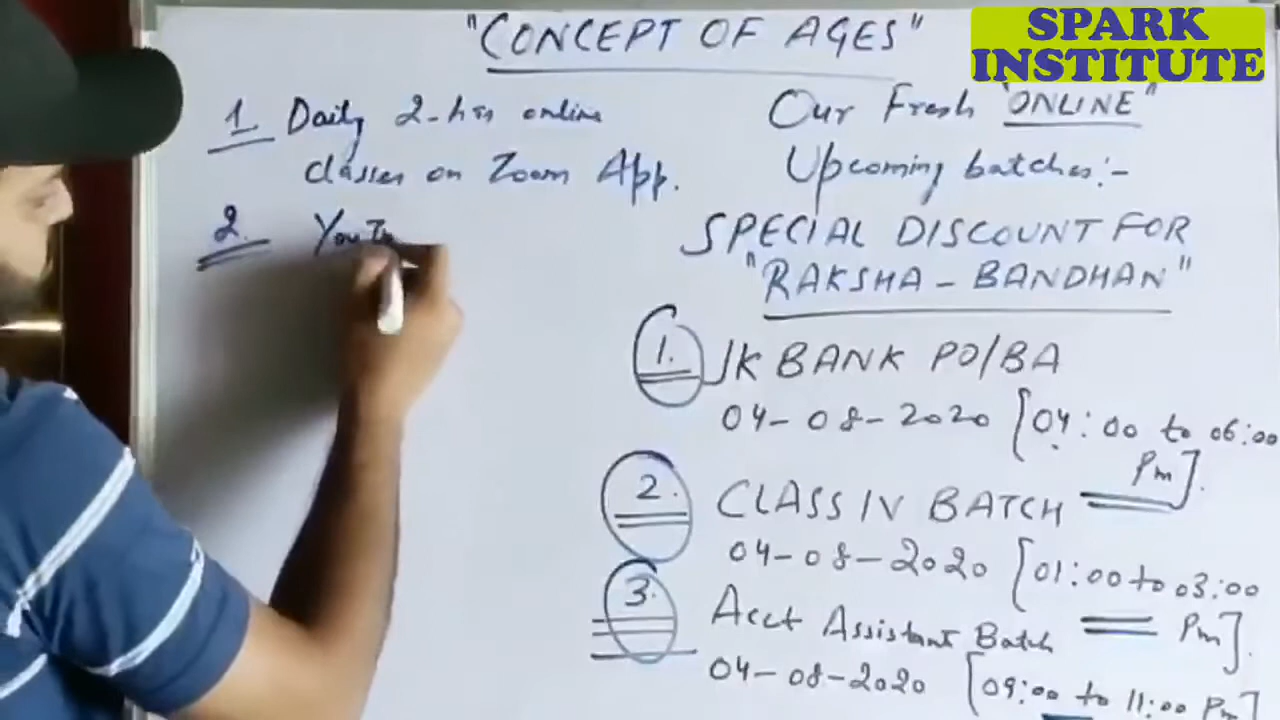 "CONCEPT OF AGES"
SPARK
INSTITUTE
1. Daily 2-hrs online
classes on Zoom App.
2. YouTu
Our Fresh "ONLINE"
Upcoming batches:-
SPECIAL DISCOUNT FOR
"RAKSHA-BANDHAN"
1. JK BANK PO/BA
04-08-2020 [04:00 to 06:00
Pm].
2. CLASS IV BATCH
04-08-2020 [01:00 to 03:00
Pm].
3. Acct Assistant Batch
04-08-2020 [09:00 to 11:00 Pm]